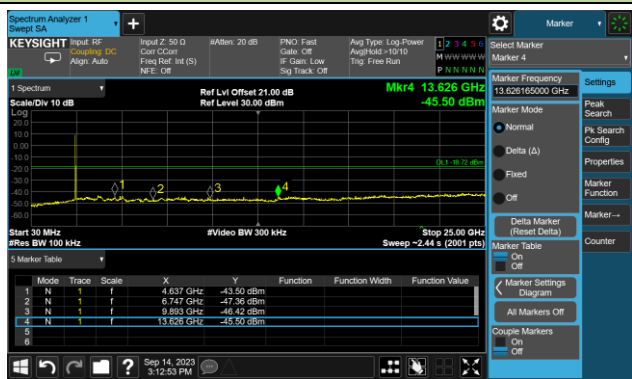 Spectrum Analyzer 1
Swept SA
Marker
KEYSIGHT
Input: RF
Coupling: DC
Align: Auto
Input Z: 50 Ω
Corr CCorr
Freq Ref: Int (S)
NFE: Off
#Atten: 20 dB
PNO: Fast
Gate: Off
IF Gain: Low
Sig Track: Off
Avg Type: Log-Power
Avg|Hold:>10/10
Trig: Free Run
1 2 3 4 5 6
M W W W W W
P N N N N N
LW
1 Spectrum
Scale/Div 10 dB
Ref Lvl Offset 21.00 dB
Ref Level 30.00 dBm
Mkr4 13.626 GHz
-45.50 dBm
Log
20.0
10.0
0.00
-10.0
-20.0
-30.0
-40.0
-50.0
-60.0
DL1 -18.72 dBm
1
2
3
4
Start 30 MHz
#Res BW 100 kHz
#Video BW 300 kHz
Stop 25.00 GHz
Sweep ~2.44 s (2001 pts)
5 Marker Table
Mode Trace Scale X Y Function Function Width Function Value
1 N 1 f 4.637 GHz -43.50 dBm
2 N 1 f 6.747 GHz -47.36 dBm
3 N 1 f 9.893 GHz -46.42 dBm
4 N 1 f 13.626 GHz -45.50 dBm
5
6
Sep 14, 2023
3:12:53 PM
Select Marker
Marker 4
Marker Frequency
13.626165000 GHz
Marker Mode
Normal
Delta (Δ)
Fixed
Off
Delta Marker
(Reset Delta)
Marker Table
On
Off
Marker Settings
Diagram
All Markers Off
Couple Markers
On
Off
Settings
Peak
Search
Pk Search
Config
Properties
Marker
Function
Marker→
Counter